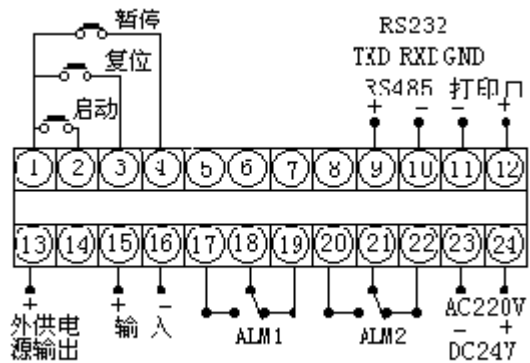 暂停
复位
启动
RS232
TXD RXD GND
RS485 打印口
+ − − +
1 2 3 4 5 6 7 8 9 10 11 12
13 14 15 16 17 18 19 20 21 22 23 24
+ + −
外供电
源输出
输 入
ALM1
ALM2
AC220V
− +
DC24V